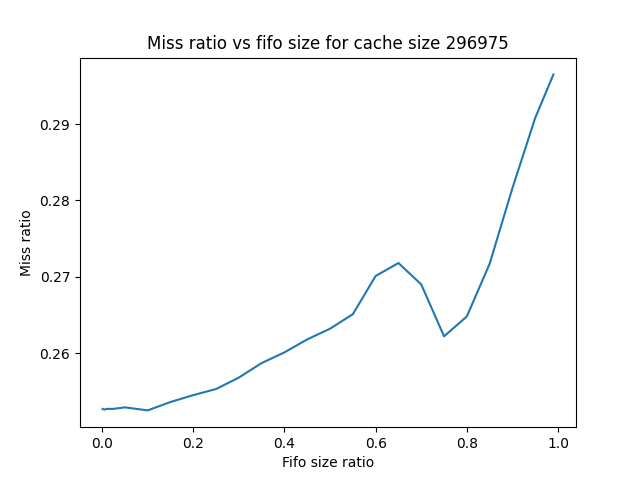 Miss ratio vs fifo size for cache size 296975
0.29
0.28
0.27
0.26
Miss ratio
0.0 0.2 0.4 0.6 0.8 1.0
Fifo size ratio